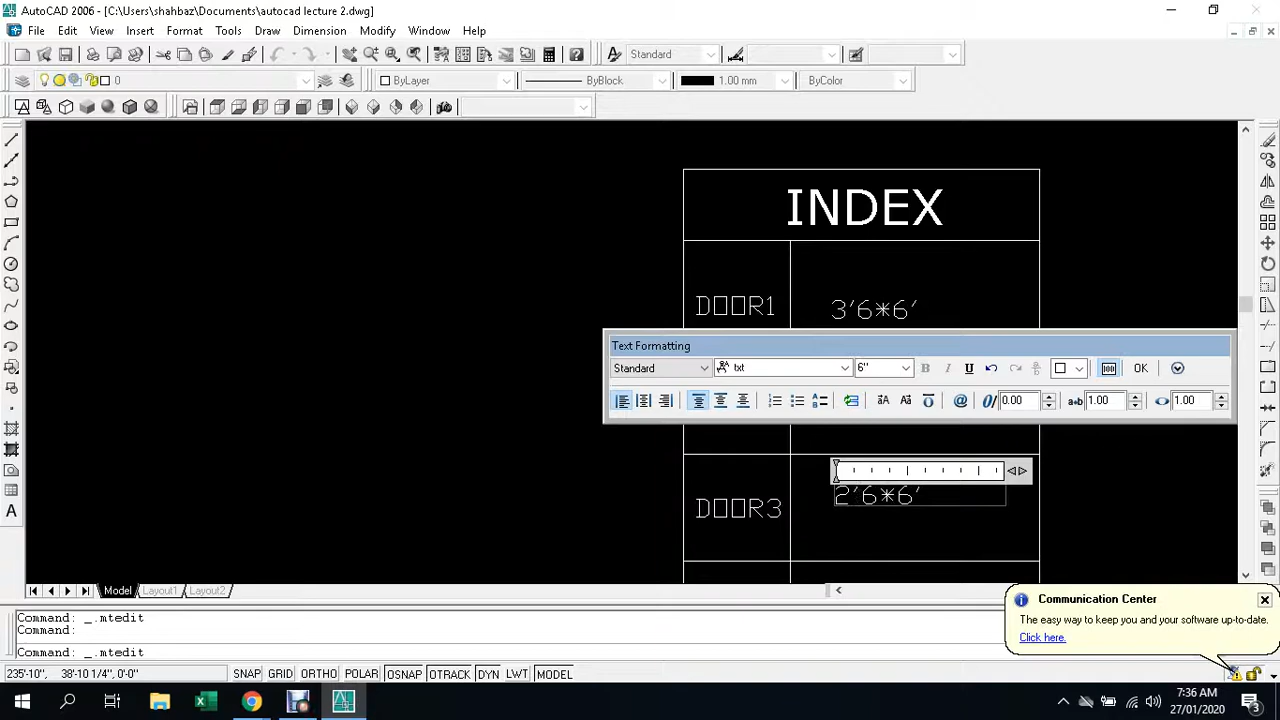 AutoCAD 2006 - [C:\Users\shahbaz\Documents\autocad lecture 2.dwg]
File Edit View Insert Format Tools Draw Dimension Modify Window Help
Standard
0 ByLayer ByBlock 1.00 mm ByColor
INDEX
DOOR1 3'6*6'
Text Formatting
Standard txt 6" B I U OK
@ 0/ 0.00 a+b 1.00 1.00
DOOR3 2'6*6'
A
Model Layout1 Layout2
Communication Center
The easy way to keep you and your software up-to-date.
Click here.
Command: _.mtedit
Command:
Command: _.mtedit
235'-10", 38'-10 1/4", 0'-0" SNAP GRID ORTHO POLAR OSNAP OTRACK DYN LWT MODEL
7:36 AM
27/01/2020
3